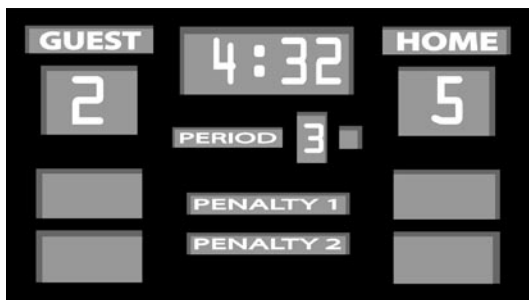 GUEST 4:32 HOME
2 5
PERIOD 3
PENALTY 1
PENALTY 2